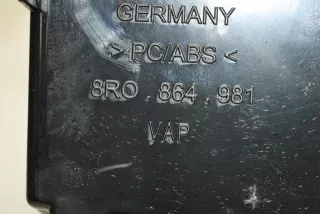 GERMANY
> PC/ABS <
8R0 . 864 . 981
VAP